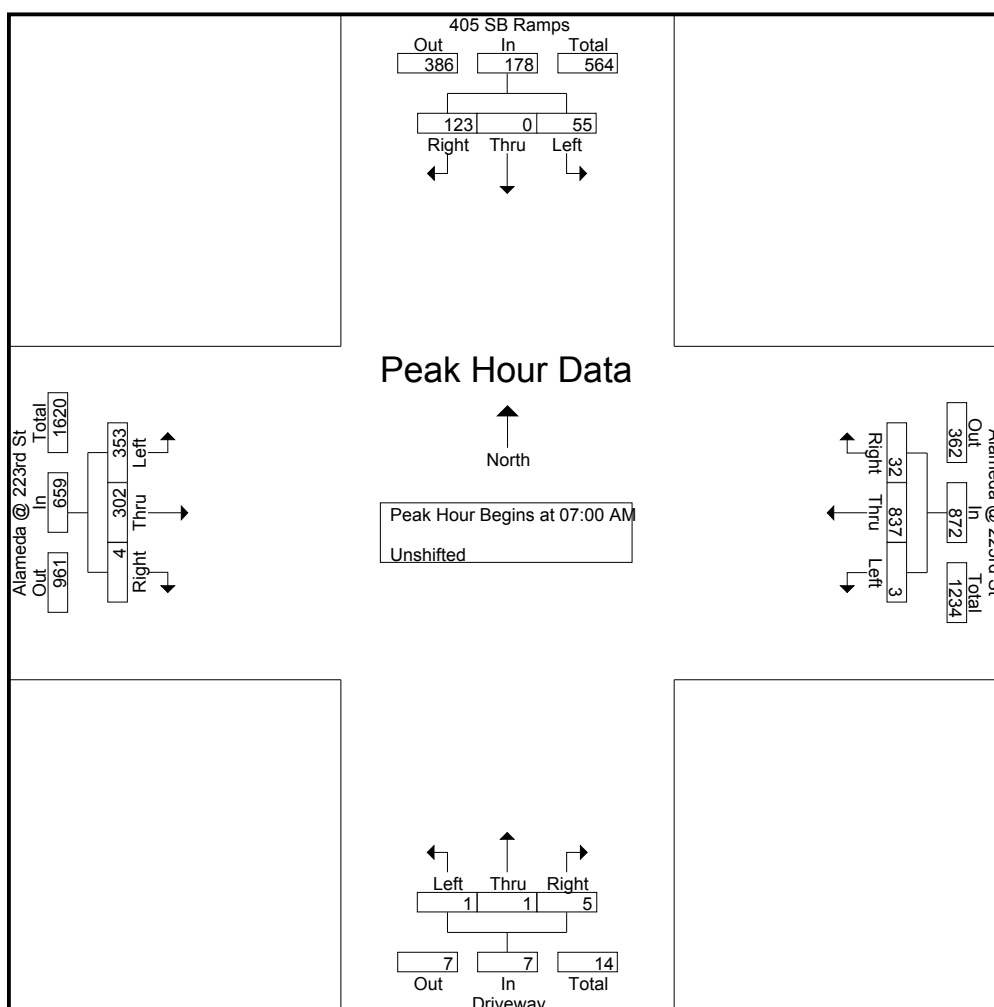 405 SB Ramps
Out In Total
386 178 564
123 0 55
Right Thru Left
Peak Hour Data
North
Peak Hour Begins at 07:00 AM
Unshifted
Alameda @ 223rd St
Total In Out
1620 659 961
353 302 4
Left Thru Right
Alameda @ 223rd St
Out In Total
362 872 1234
32 837 3
Right Thru Left
Left Thru Right
1 1 5
7 7 14
Out In Total
Driveway